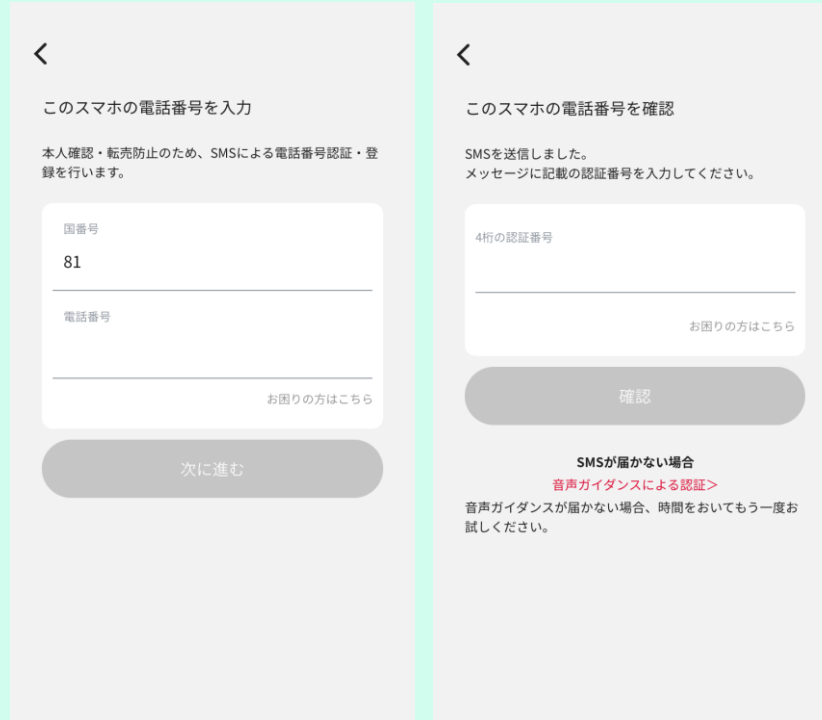 このスマホの電話番号を入力
本人確認・転売防止のため、SMSによる電話番号認証・登
録を行います。
国番号
81
電話番号
お困りの方はこちら
次に進む
このスマホの電話番号を確認
SMSを送信しました。
メッセージに記載の認証番号を入力してください。
4桁の認証番号
お困りの方はこちら
確認
SMSが届かない場合
音声ガイダンスによる認証＞
音声ガイダンスが届かない場合、時間をおいてもう一度お
試しください。